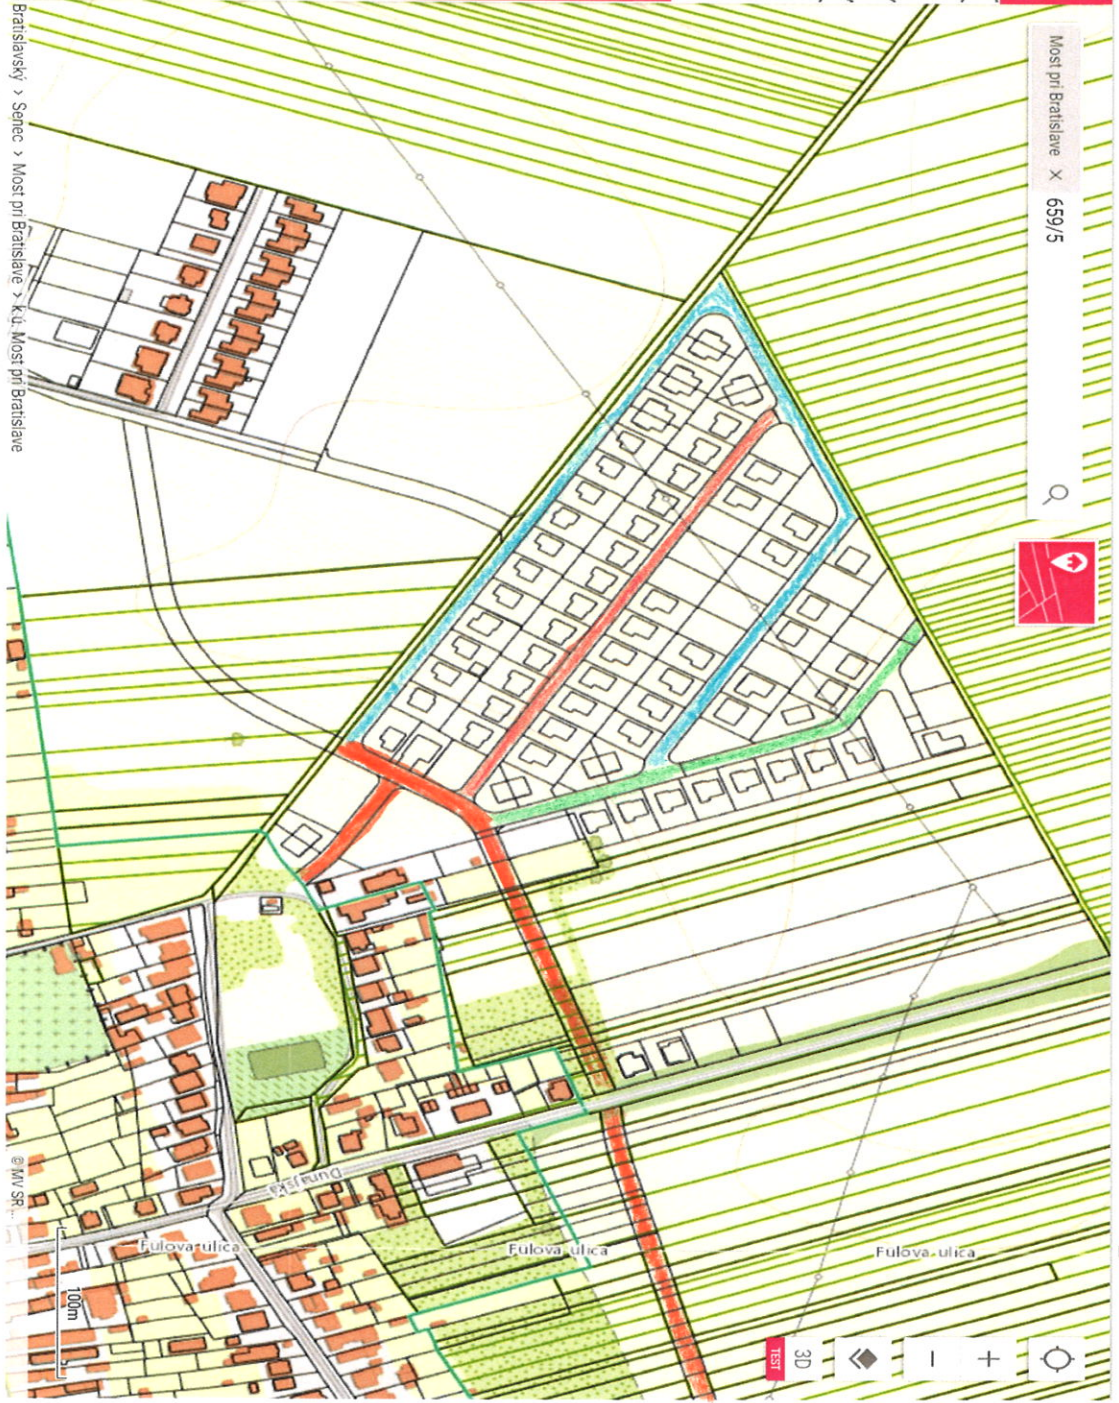 Most pri Bratislave × 659/5
Fulova ulica
Fulova ulica
Fulova ulica
Dunajská
TEST
3D
100m
Bratislavský > Senec > Most pri Bratislave > k.ú. Most pri Bratislave
© MV SR ...